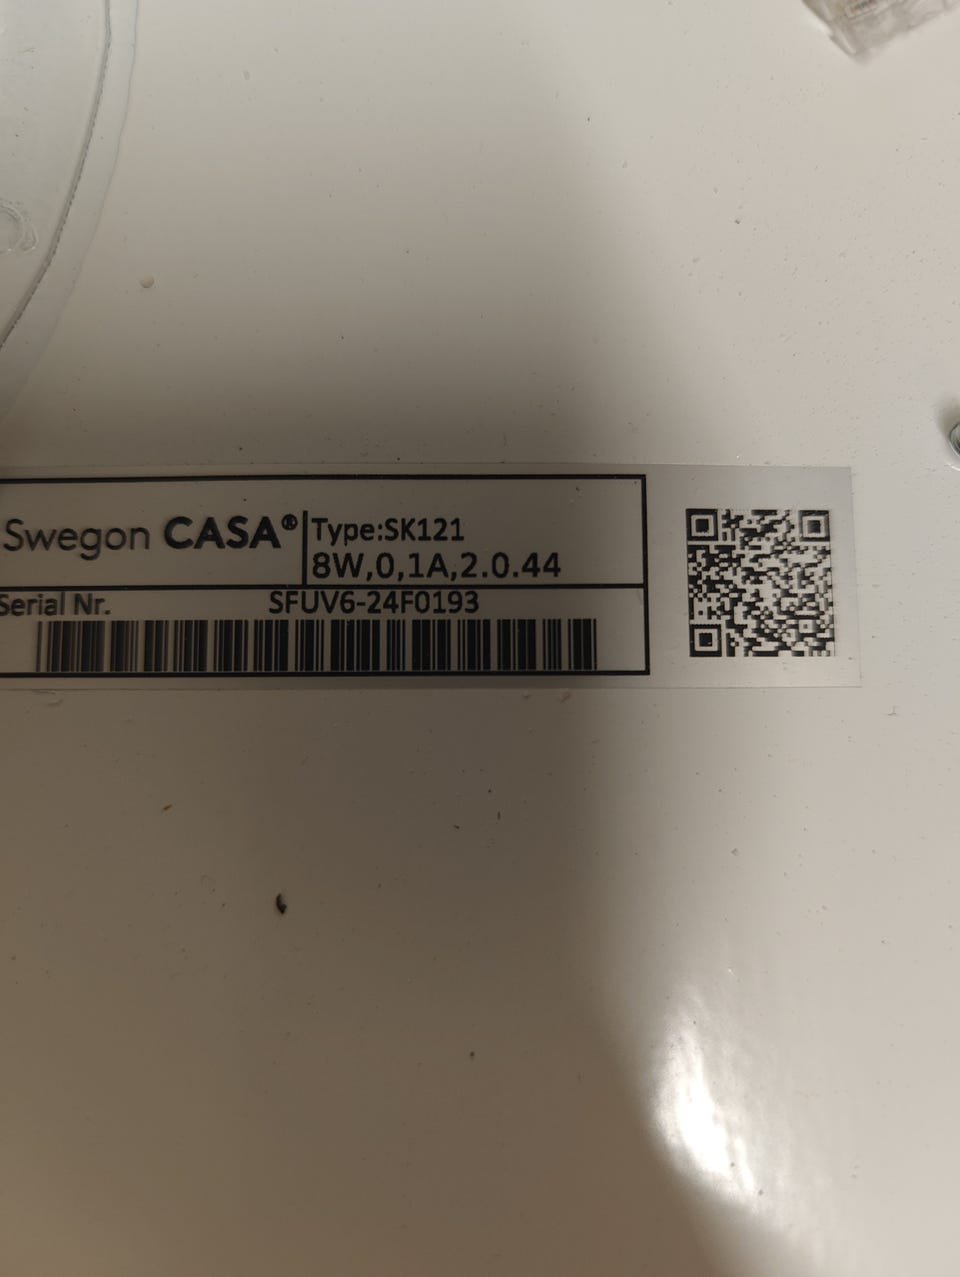 Swegon CASA®
Type:SK121
8W,0,1A,2.0.44
Serial Nr. SFUV6-24F0193